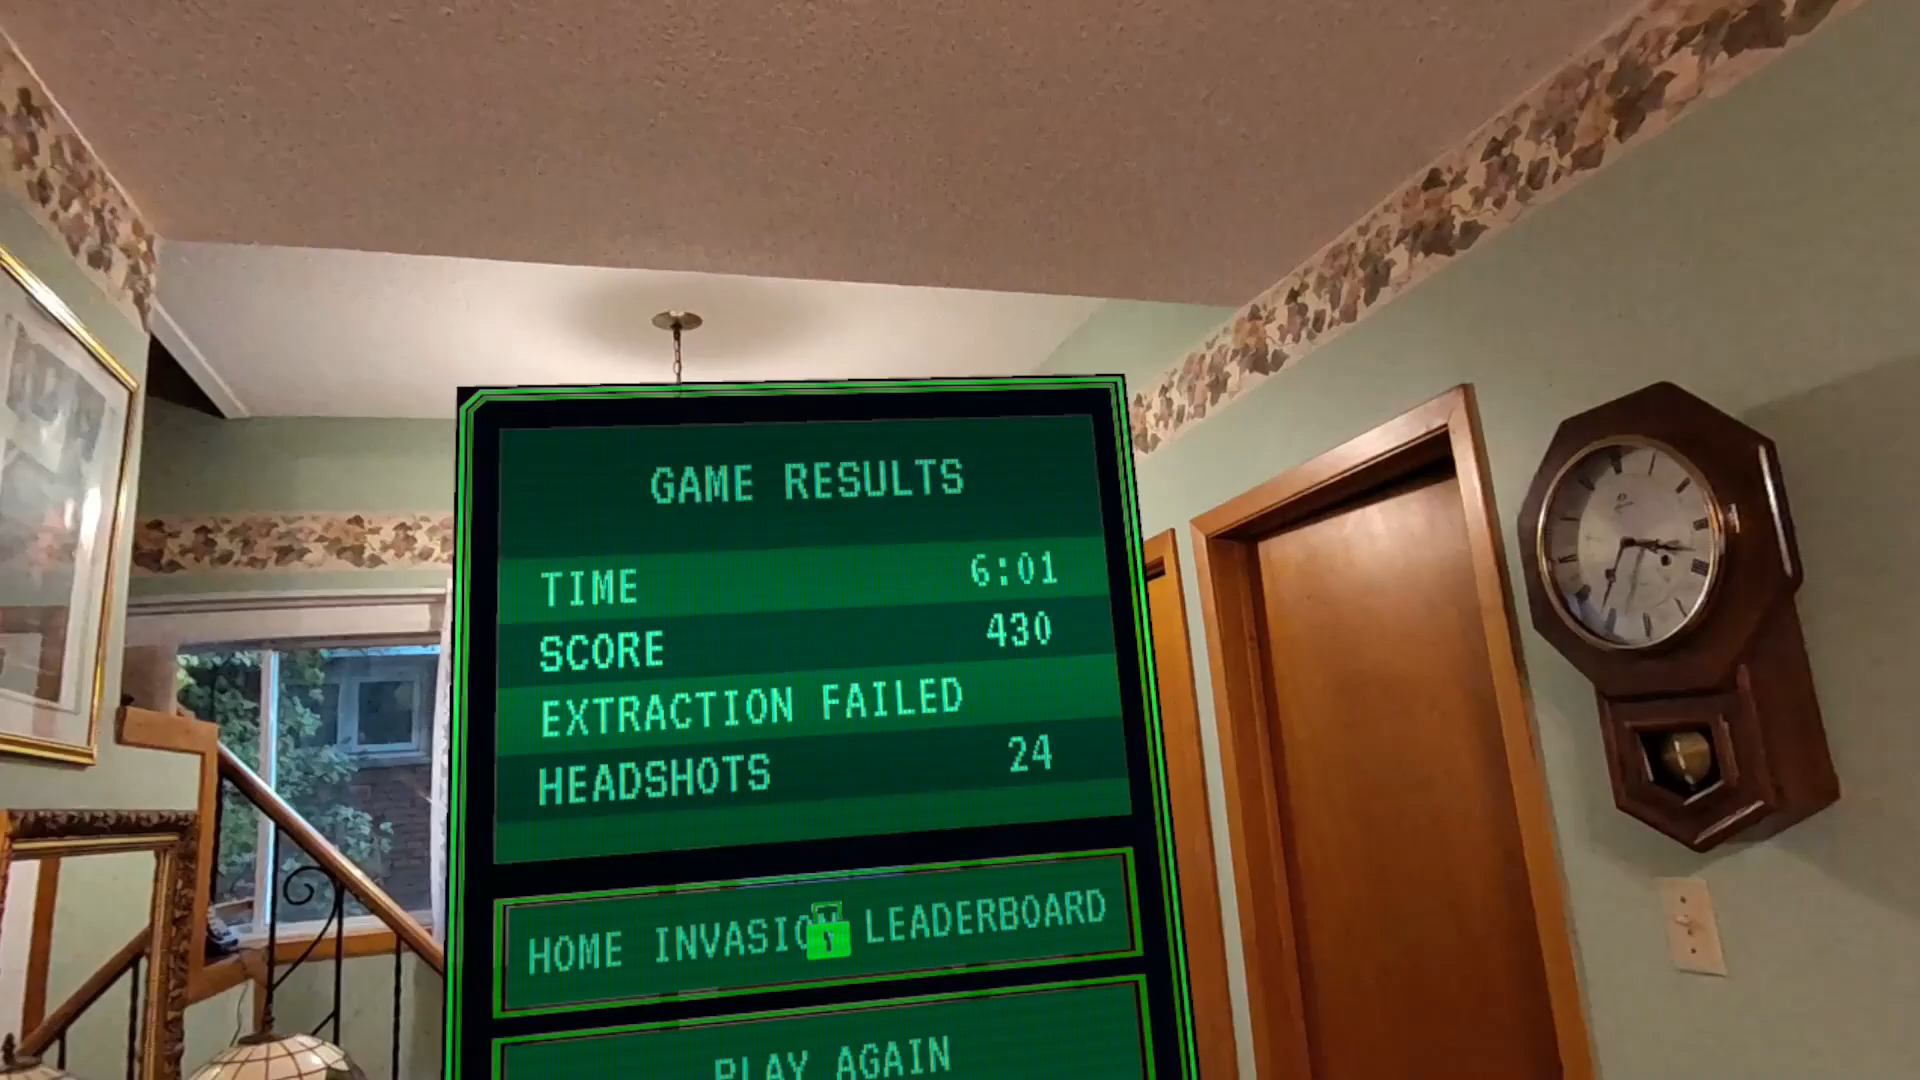 GAME RESULTS
TIME 6:01
SCORE 430
EXTRACTION FAILED
HEADSHOTS 24
HOME INVASION LEADERBOARD
PLAY AGAIN